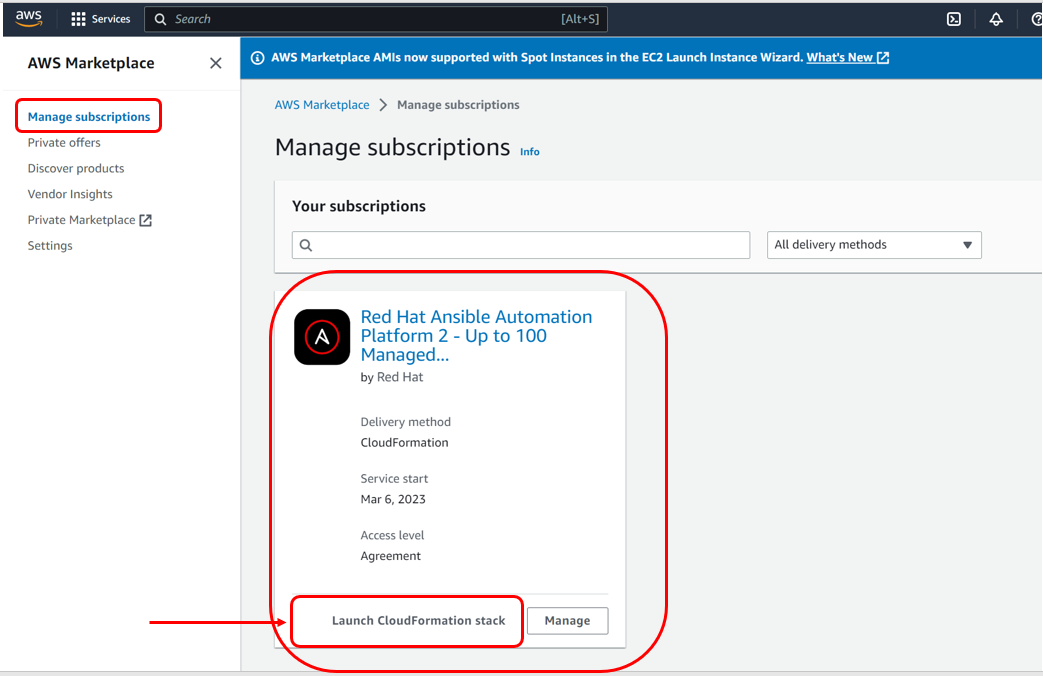 aws
Services
Search
[Alt+S]
AWS Marketplace
Manage subscriptions
Private offers
Discover products
Vendor Insights
Private Marketplace
Settings
AWS Marketplace AMIs now supported with Spot Instances in the EC2 Launch Instance Wizard. What's New
AWS Marketplace > Manage subscriptions
Manage subscriptions Info
Your subscriptions
All delivery methods
Red Hat Ansible Automation
Platform 2 - Up to 100
Managed...
by Red Hat
Delivery method
CloudFormation
Service start
Mar 6, 2023
Access level
Agreement
Launch CloudFormation stack
Manage